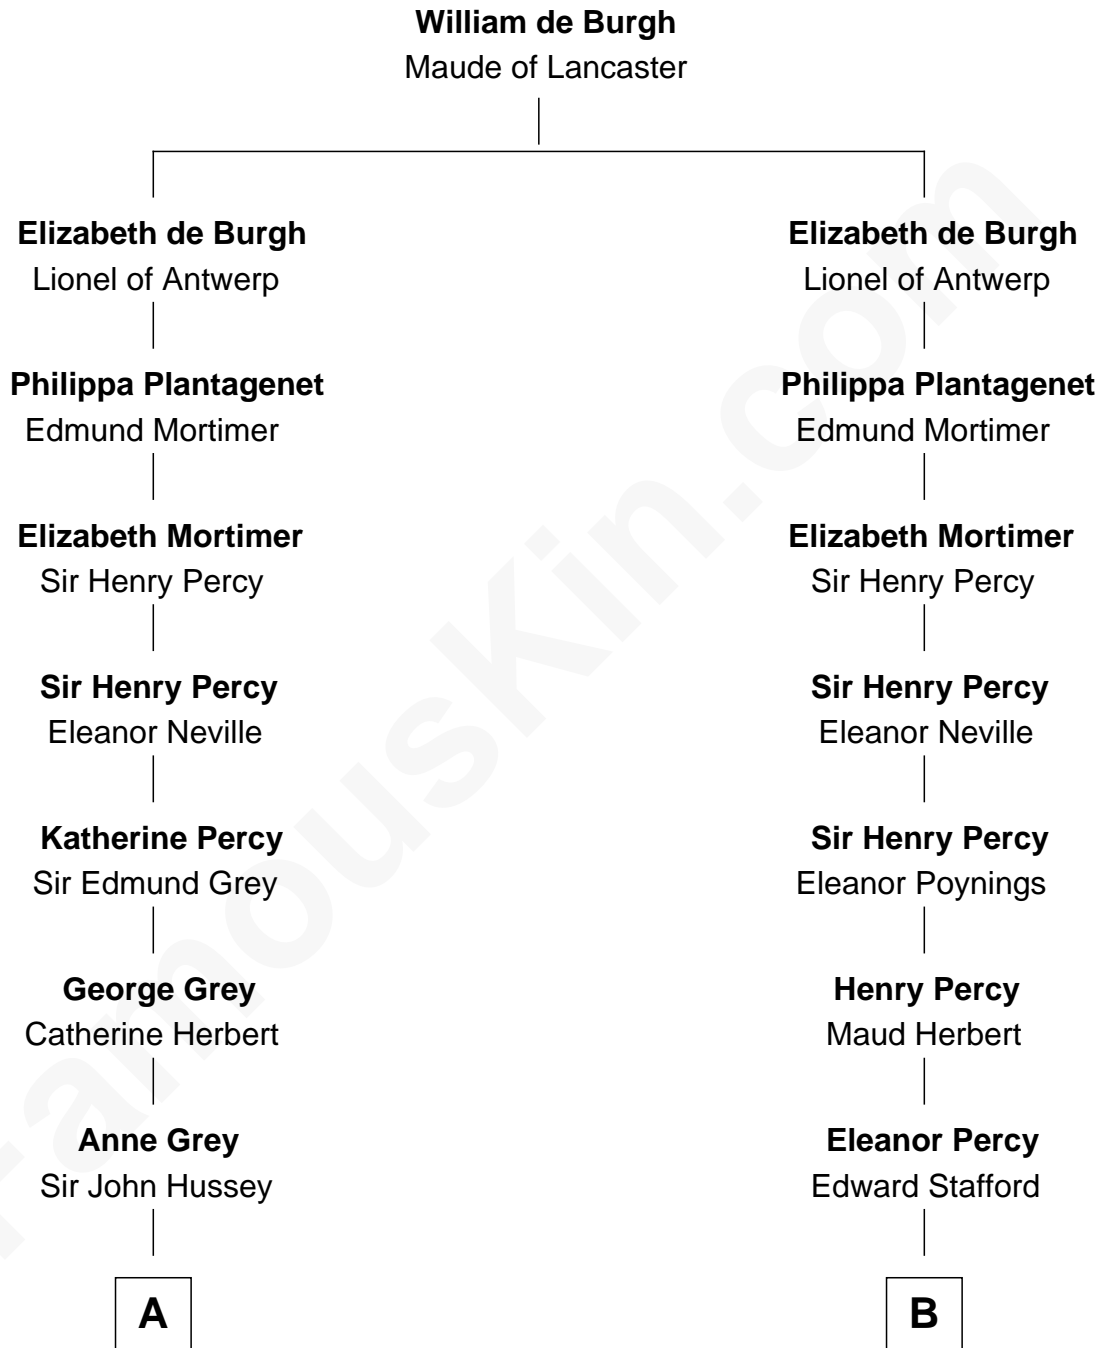 William de Burgh
Maude of Lancaster
Elizabeth de Burgh
Lionel of Antwerp
Philippa Plantagenet
Edmund Mortimer
Elizabeth Mortimer
Sir Henry Percy
Sir Henry Percy
Eleanor Neville
Katherine Percy
Sir Edmund Grey
George Grey
Catherine Herbert
Anne Grey
Sir John Hussey
A
Elizabeth de Burgh
Lionel of Antwerp
Philippa Plantagenet
Edmund Mortimer
Elizabeth Mortimer
Sir Henry Percy
Sir Henry Percy
Eleanor Neville
Sir Henry Percy
Eleanor Poynings
Henry Percy
Maud Herbert
Eleanor Percy
Edward Stafford
B
FamousKin.com